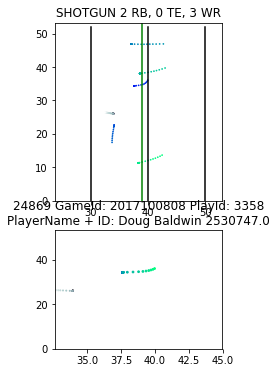 SHOTGUN 2 RB, 0 TE, 3 WR
50
40
30
20
10
0
30 40 50
24869 GameId: 2017100808 PlayId: 3358
PlayerName + ID: Doug Baldwin 2530747.0
40
20
0
35.0 37.5 40.0 42.5 45.0